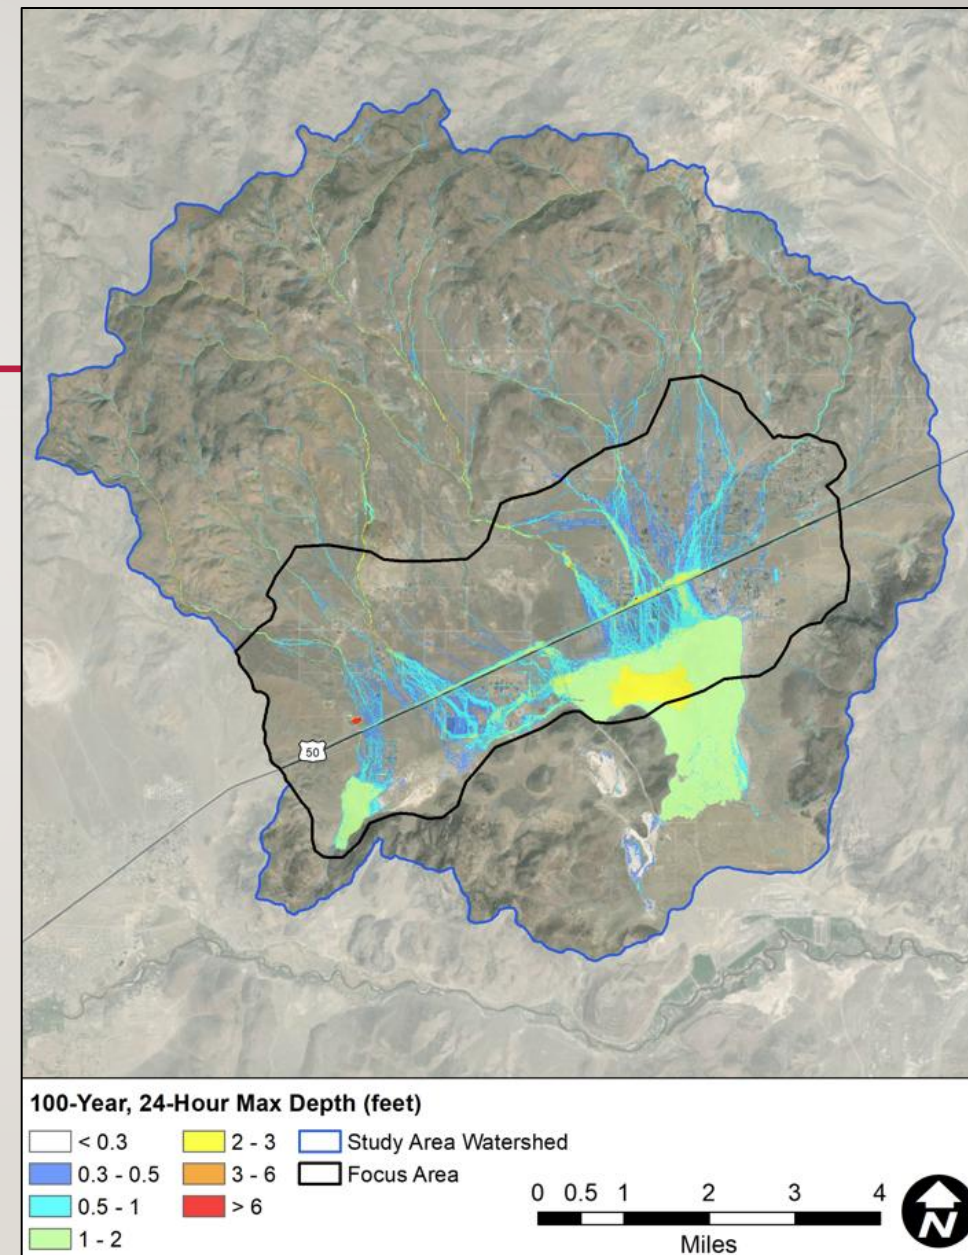 50
100-Year, 24-Hour Max Depth (feet)
< 0.3
0.3 - 0.5
0.5 - 1
1 - 2
2 - 3
3 - 6
> 6
Study Area Watershed
Focus Area
0 0.5 1 2 3 4
Miles
N